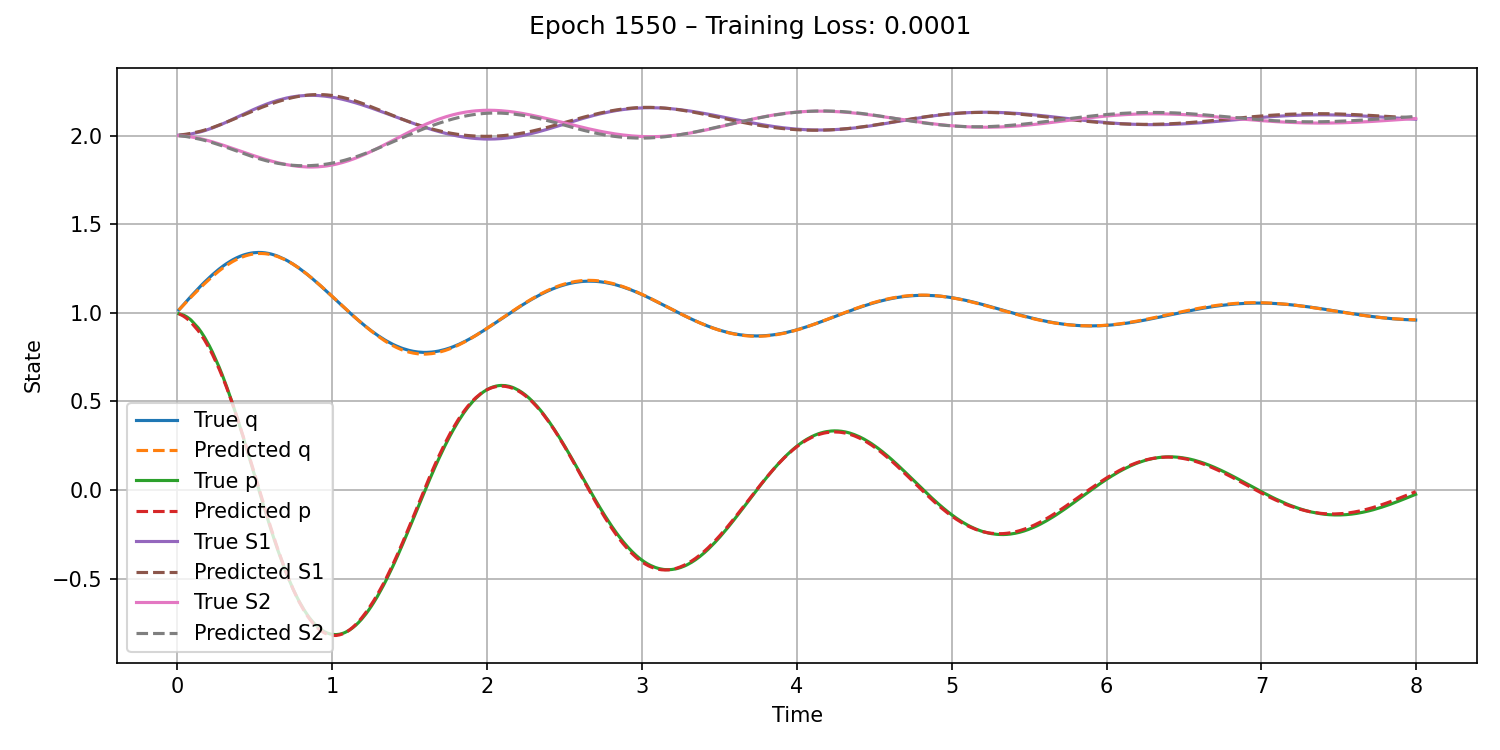 Epoch 1550 – Training Loss: 0.0001
State
2.0
1.5
1.0
0.5
0.0
−0.5
True q
Predicted q
True p
Predicted p
True S1
Predicted S1
True S2
Predicted S2
0 1 2 3 4 5 6 7 8
Time